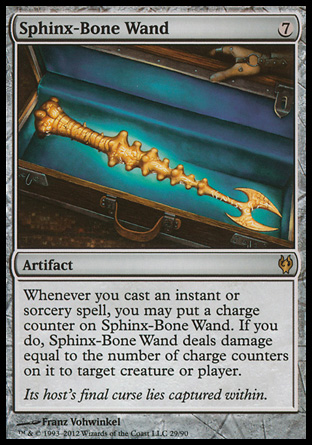 Sphinx-Bone Wand 7
Artifact
Whenever you cast an instant or
sorcery spell, you may put a charge
counter on Sphinx-Bone Wand. If you
do, Sphinx-Bone Wand deals damage
equal to the number of charge counters
on it to target creature or player.
Its host's final curse lies captured within.
Franz Vohwinkel
™ & © 1993–2012 Wizards of the Coast LLC 29/90